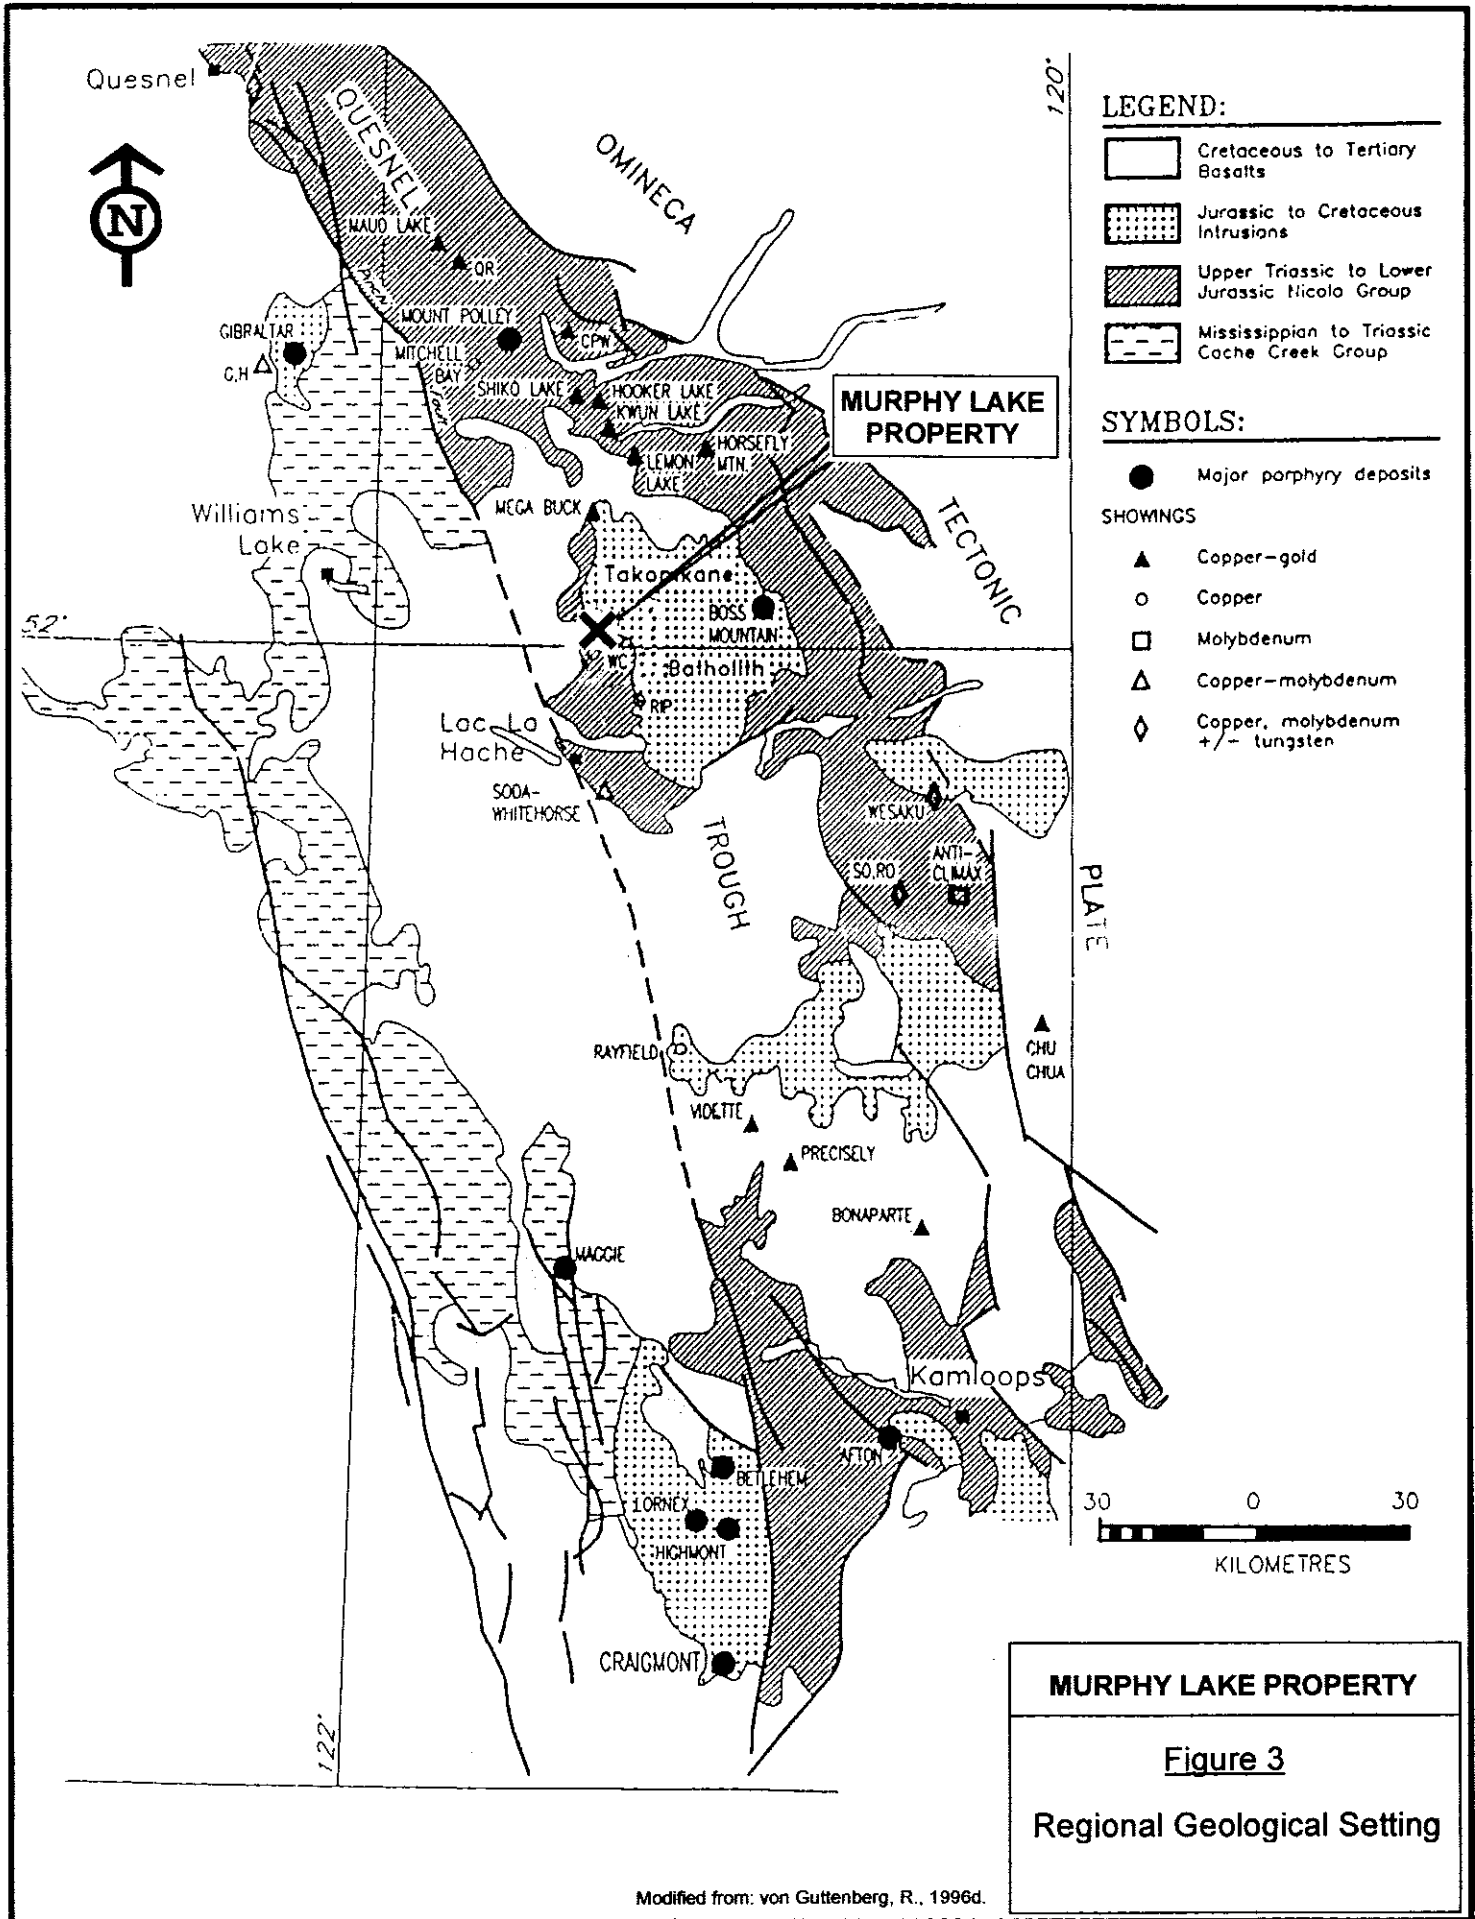 Quesnel
QUESNEL
OMINECA
120°
N
MAUD LAKE
QR
GIBRALTAR
G,H
MOUNT POLLEY
CPW
MITCHELL
BAY
SHIKO LAKE
HOOKER LAKE
KWUN LAKE
LEMON
LAKE
HORSEFLY
MTN.
MURPHY LAKE
PROPERTY
MEGA BUCK
Williams
Lake
TECTONIC
BOSS
MOUNTAIN
52°
WC
Batholith
RIP
Lac La
Hache
SODA-
WHITEHORSE
TROUGH
WESAKU
SO,RO
ANTI-
CLIMAX
PLATE
RAYFIELD
CHU
CHUA
VIDETTE
PRECISELY
BONAPARTE
MAGGIE
Kamloops
AFTON
BETLEHEM
LORNEX
HIGHMONT
CRAIGMONT
122°
LEGEND:
Cretaceous to Tertiary
Basalts
Jurassic to Cretaceous
Intrusions
Upper Triassic to Lower
Jurassic Nicola Group
Mississippian to Triassic
Cache Creek Group
SYMBOLS:
Major porphyry deposits
SHOWINGS
Copper-gold
Copper
Molybdenum
Copper-molybdenum
Copper, molybdenum
+/- tungsten
30 0 30
KILOMETRES
MURPHY LAKE PROPERTY
Figure 3
Regional Geological Setting
Modified from: von Guttenberg, R., 1996d.